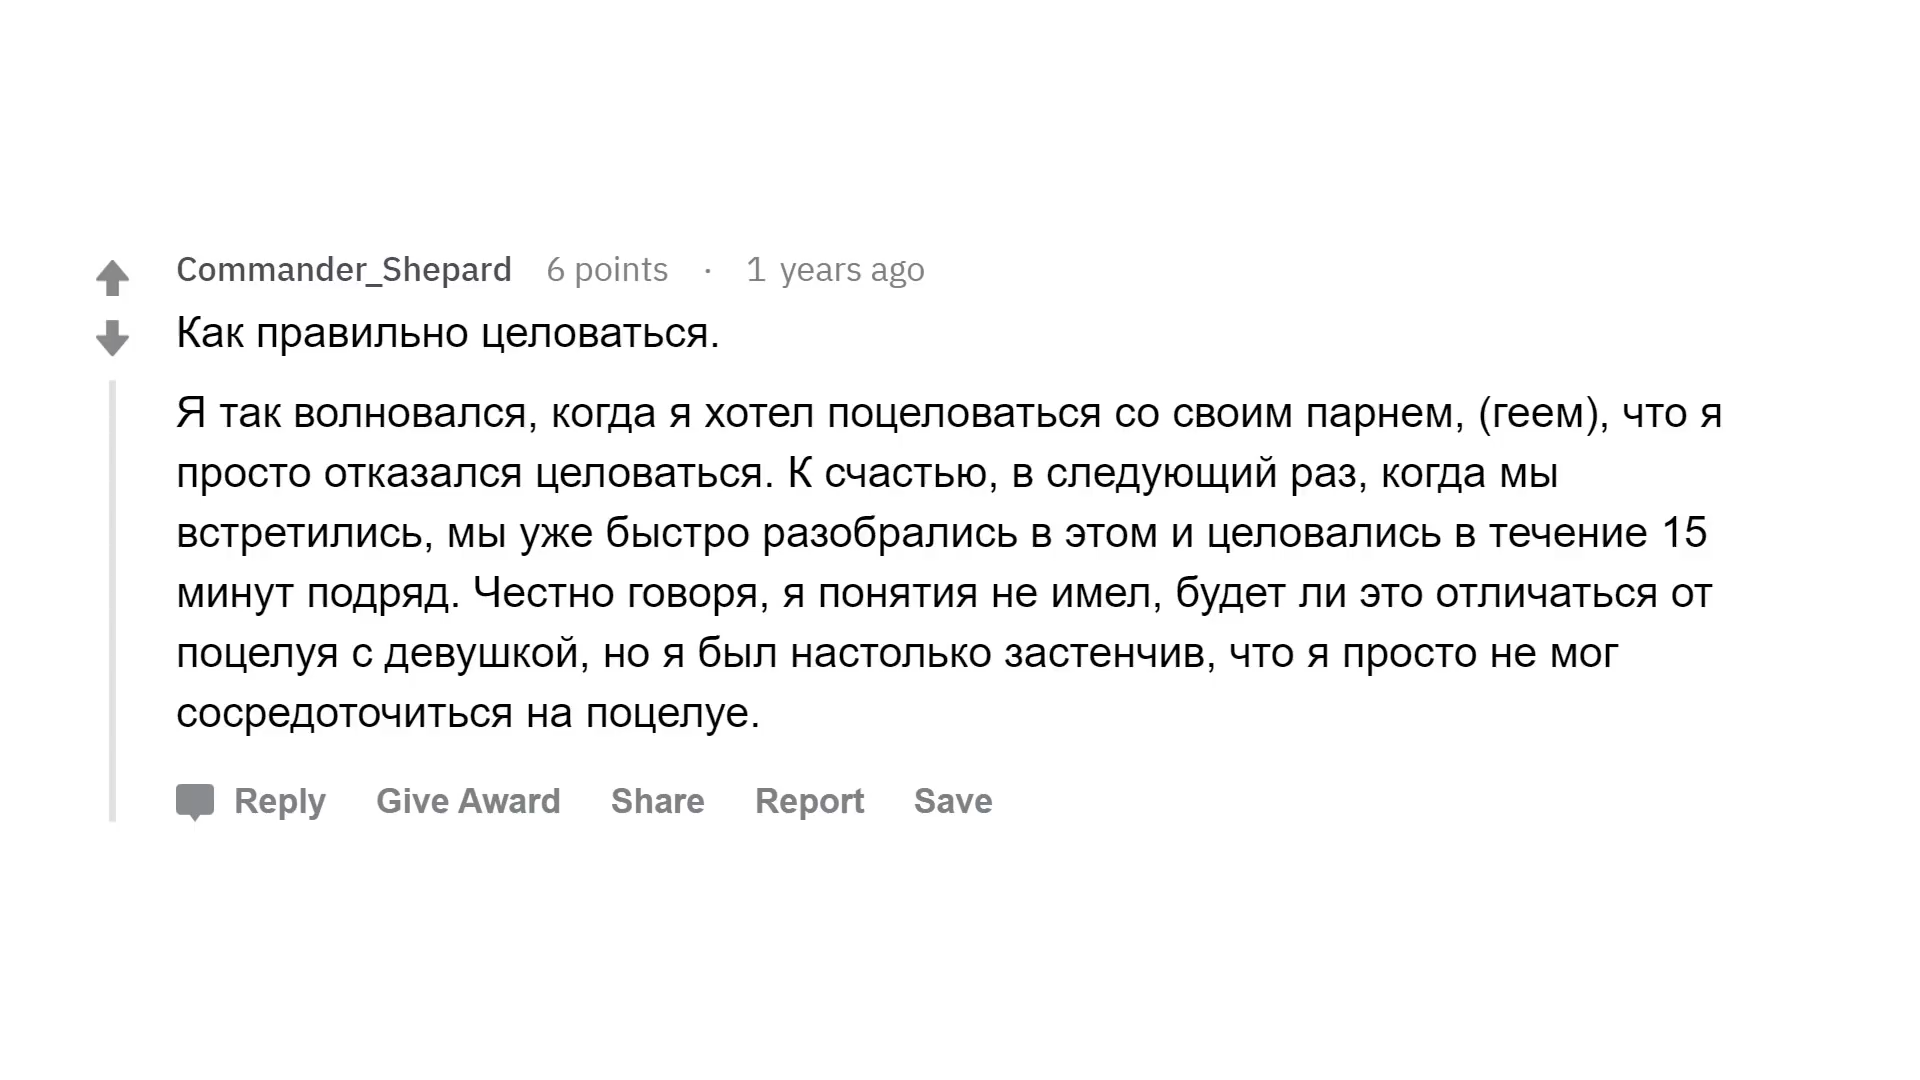 Commander_Shepard 6 points · 1 years ago
Как правильно целоваться.
Я так волновался, когда я хотел поцеловаться со своим парнем, (геем), что я
просто отказался целоваться. К счастью, в следующий раз, когда мы
встретились, мы уже быстро разобрались в этом и целовались в течение 15
минут подряд. Честно говоря, я понятия не имел, будет ли это отличаться от
поцелуя с девушкой, но я был настолько застенчив, что я просто не мог
сосредоточиться на поцелуе.
Reply Give Award Share Report Save